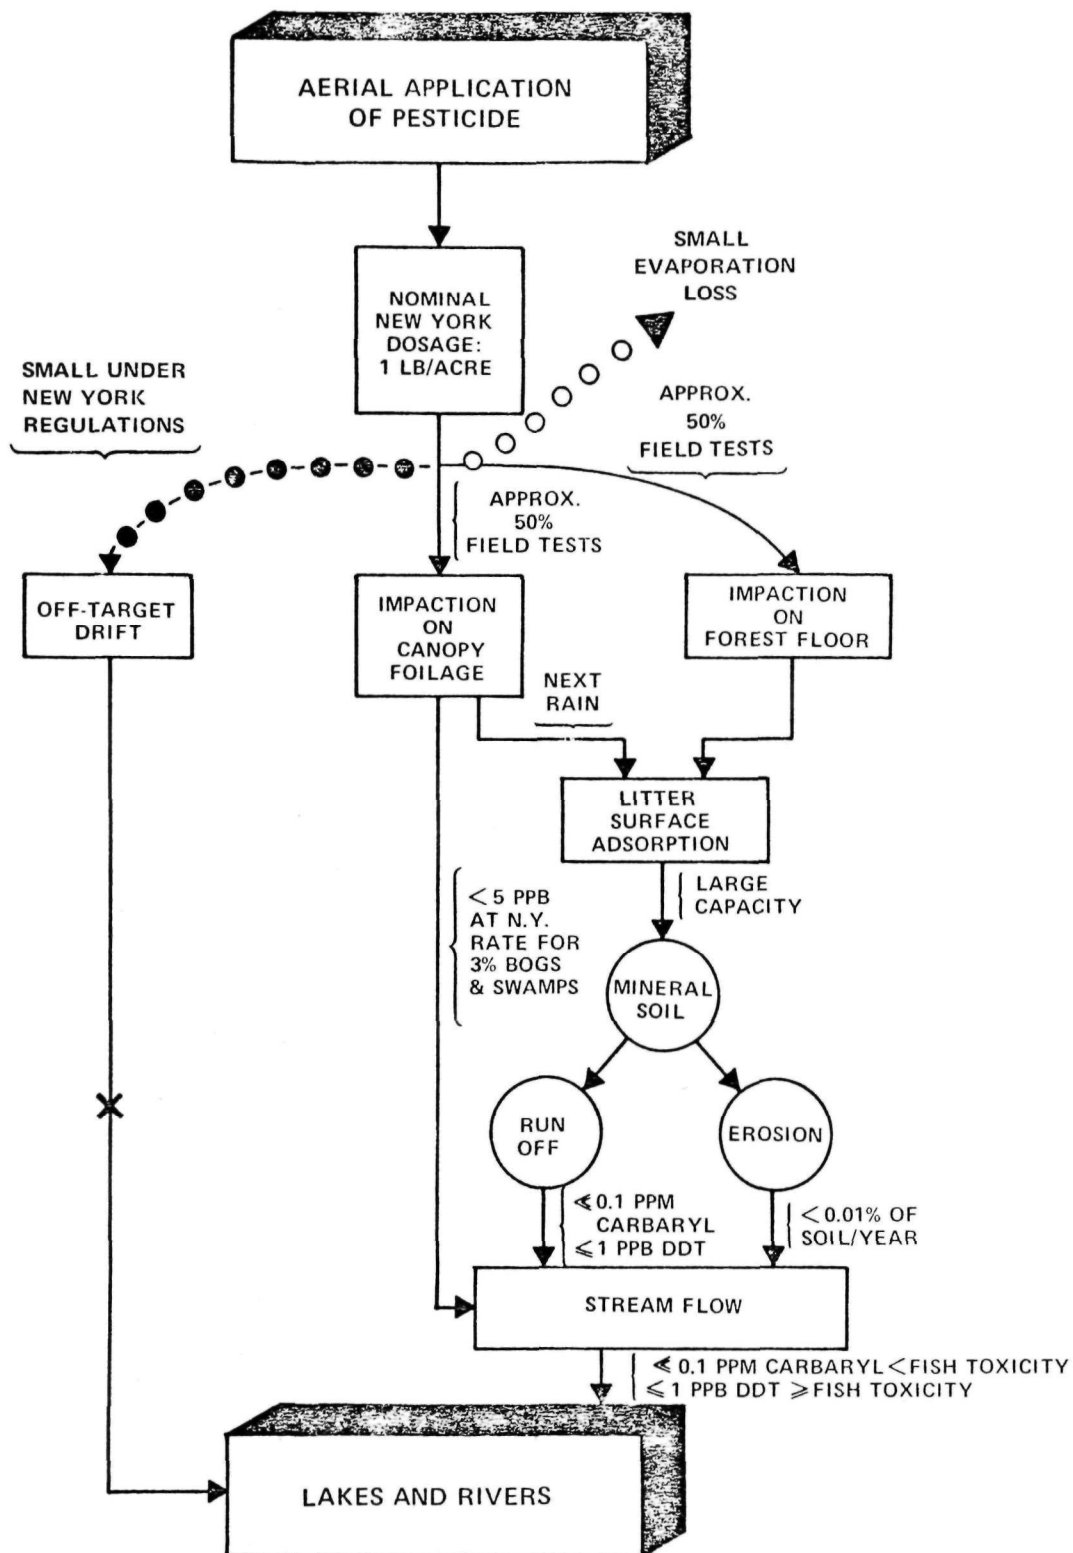 AERIAL APPLICATION
OF PESTICIDE
NOMINAL
NEW YORK
DOSAGE:
1 LB/ACRE
SMALL
EVAPORATION
LOSS
SMALL UNDER
NEW YORK
REGULATIONS
APPROX.
50%
FIELD TESTS
APPROX.
50%
FIELD TESTS
OFF-TARGET
DRIFT
IMPACTION
ON
CANOPY
FOILAGE
IMPACTION
ON
FOREST FLOOR
NEXT
RAIN
LITTER
SURFACE
ADSORPTION
LARGE
CAPACITY
< 5 PPB
AT N.Y.
RATE FOR
3% BOGS
& SWAMPS
MINERAL
SOIL
RUN
OFF
EROSION
≪ 0.1 PPM
CARBARYL
≤ 1 PPB DDT
< 0.01% OF
SOIL/YEAR
STREAM FLOW
≪ 0.1 PPM CARBARYL < FISH TOXICITY
≤ 1 PPB DDT ≥ FISH TOXICITY
LAKES AND RIVERS